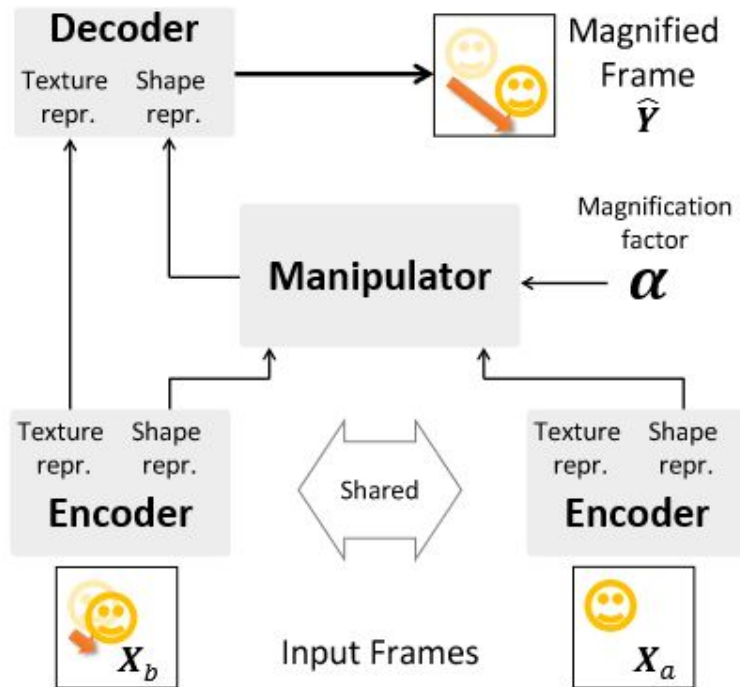 Decoder
Texture repr.
Shape repr.
Magnified
Frame
Ŷ
Magnification
factor
α
Manipulator
Texture repr.
Shape repr.
Encoder
Shared
Texture repr.
Shape repr.
Encoder
X_b
Input Frames
X_a